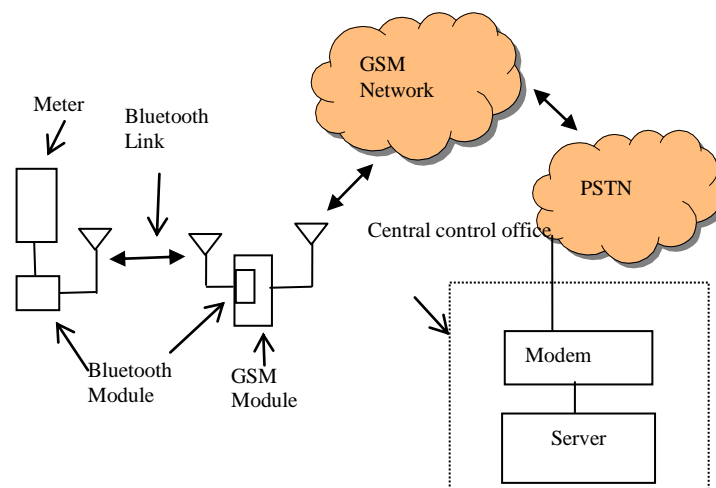 GSM
Network
Meter
Bluetooth
Link
PSTN
Central control office
Bluetooth
Module
GSM
Module
Modem
Server